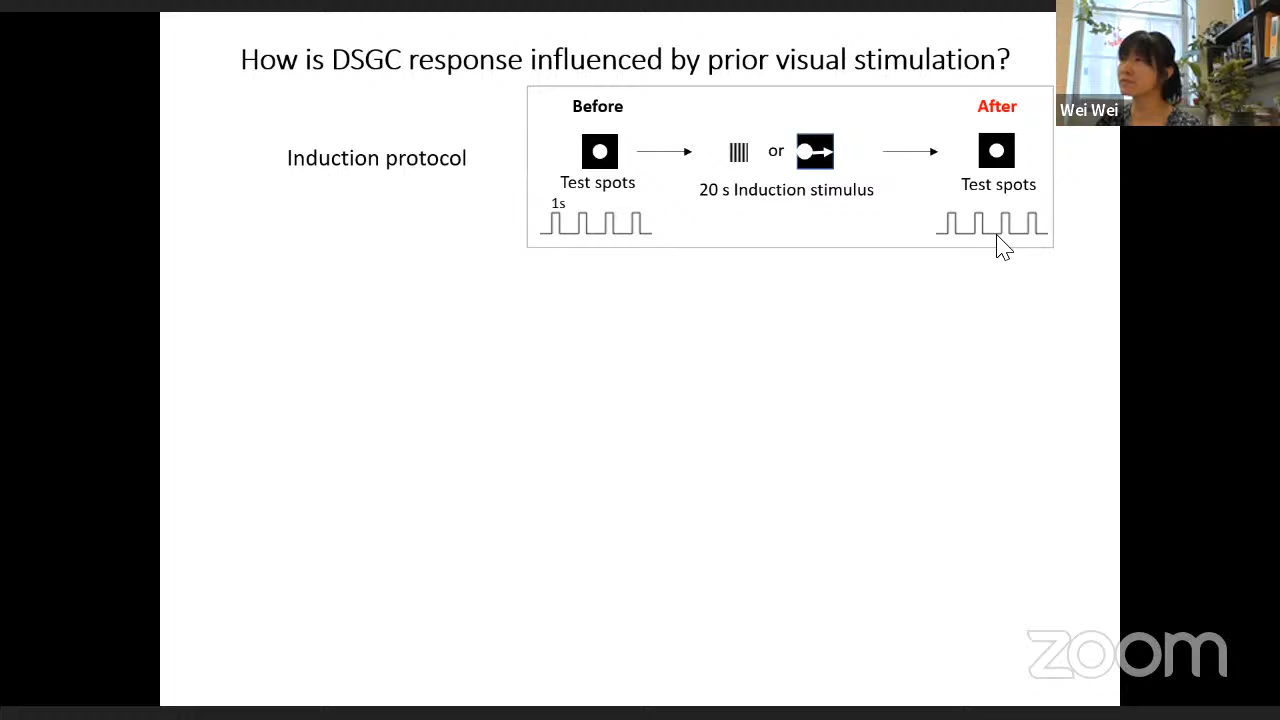 How is DSGC response influenced by prior visual stimulation?
Before
After
Wei Wei
Induction protocol
or
Test spots
20 s Induction stimulus
Test spots
1s
zoom